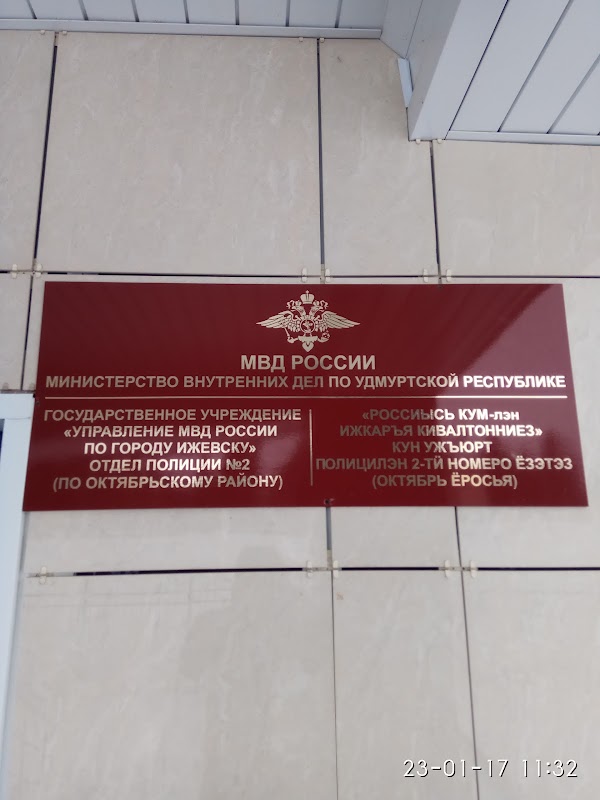 МВД РОССИИ
МИНИСТЕРСТВО ВНУТРЕННИХ ДЕЛ ПО УДМУРТСКОЙ РЕСПУБЛИКЕ
ГОСУДАРСТВЕННОЕ УЧРЕЖДЕНИЕ
«УПРАВЛЕНИЕ МВД РОССИИ
ПО ГОРОДУ ИЖЕВСКУ»
ОТДЕЛ ПОЛИЦИИ №2
(ПО ОКТЯБРЬСКОМУ РАЙОНУ)
«РОССИЫСЬ КУМ-лэн
ИЖКАРЪЯ КИВАЛТОННИЕЗ»
КУН УЖЪЮРТ
ПОЛИЦИЛЭН 2-ТӤ НОМЕРО ЁЗЭТЭЗ
(ОКТЯБРЬ ЁРОСЪЯ)
23-01-17 11:32